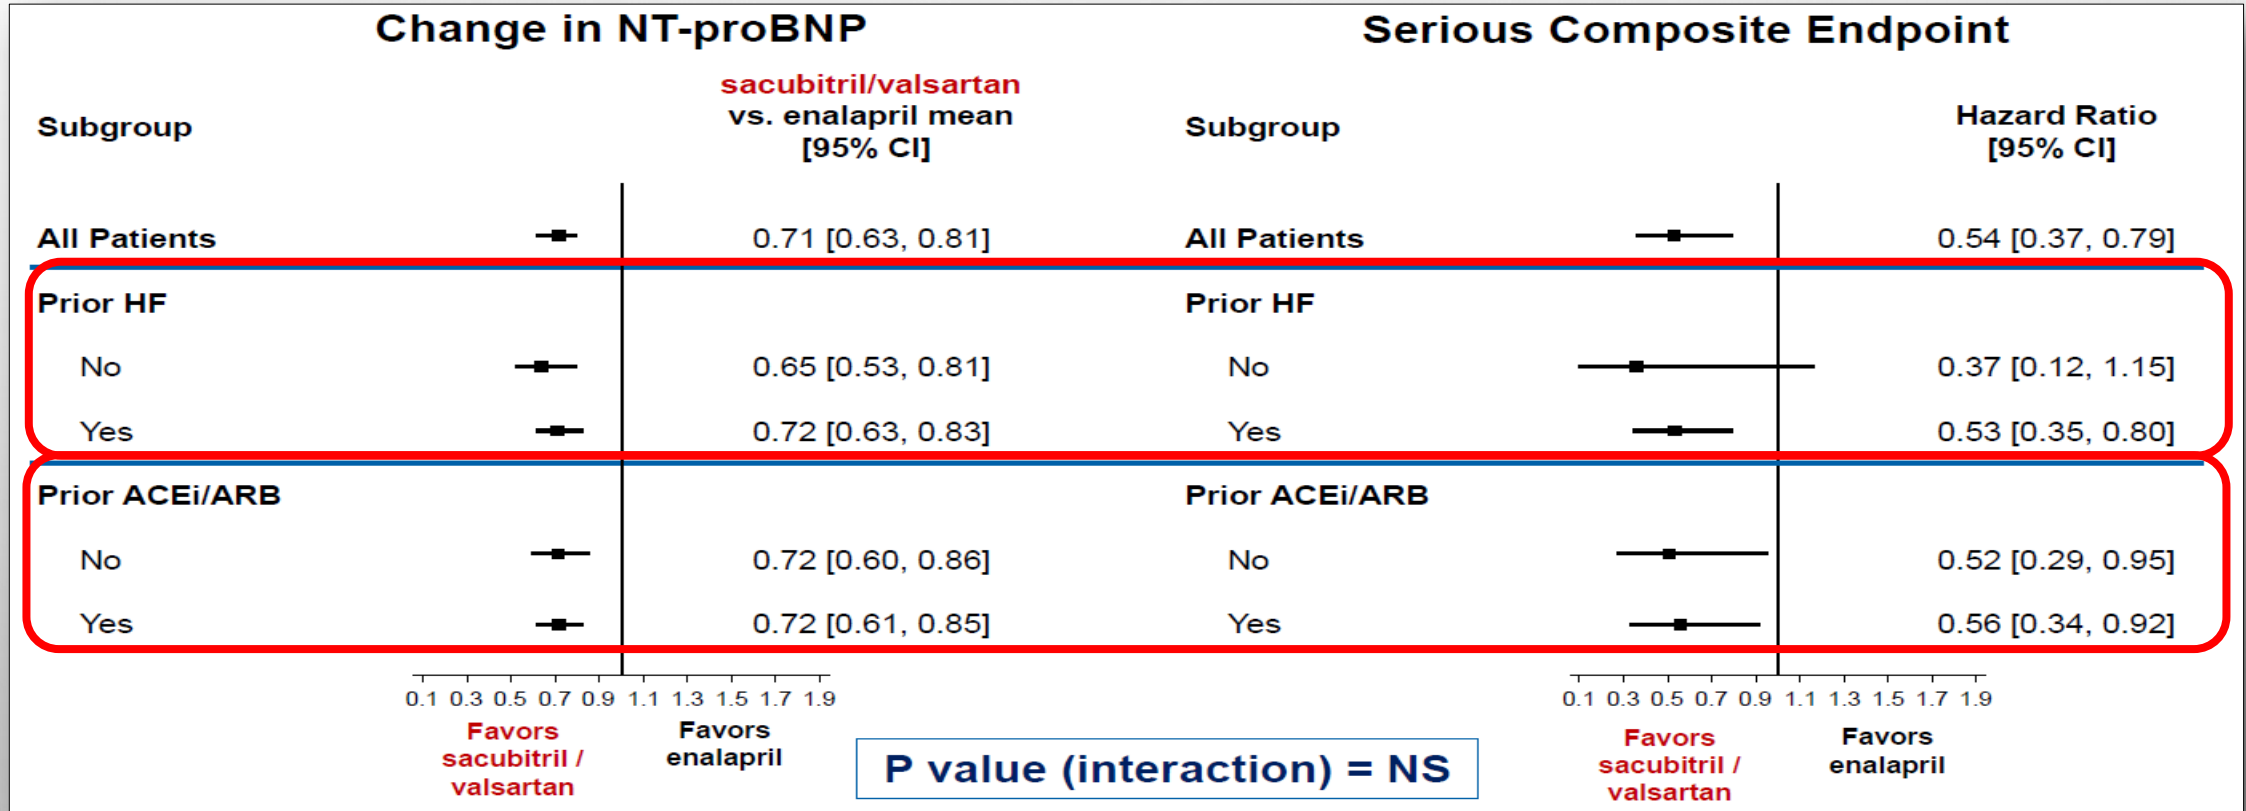 Change in NT-proBNP
Subgroup
sacubitril/valsartan
vs. enalapril mean
[95% CI]
All Patients 0.71 [0.63, 0.81]
Prior HF
No 0.65 [0.53, 0.81]
Yes 0.72 [0.63, 0.83]
Prior ACEi/ARB
No 0.72 [0.60, 0.86]
Yes 0.72 [0.61, 0.85]
0.1 0.3 0.5 0.7 0.9 1.1 1.3 1.5 1.7 1.9
Favors
sacubitril /
valsartan
Favors
enalapril
Serious Composite Endpoint
Subgroup
Hazard Ratio
[95% CI]
All Patients 0.54 [0.37, 0.79]
Prior HF
No 0.37 [0.12, 1.15]
Yes 0.53 [0.35, 0.80]
Prior ACEi/ARB
No 0.52 [0.29, 0.95]
Yes 0.56 [0.34, 0.92]
0.1 0.3 0.5 0.7 0.9 1.1 1.3 1.5 1.7 1.9
Favors
sacubitril /
valsartan
Favors
enalapril
P value (interaction) = NS